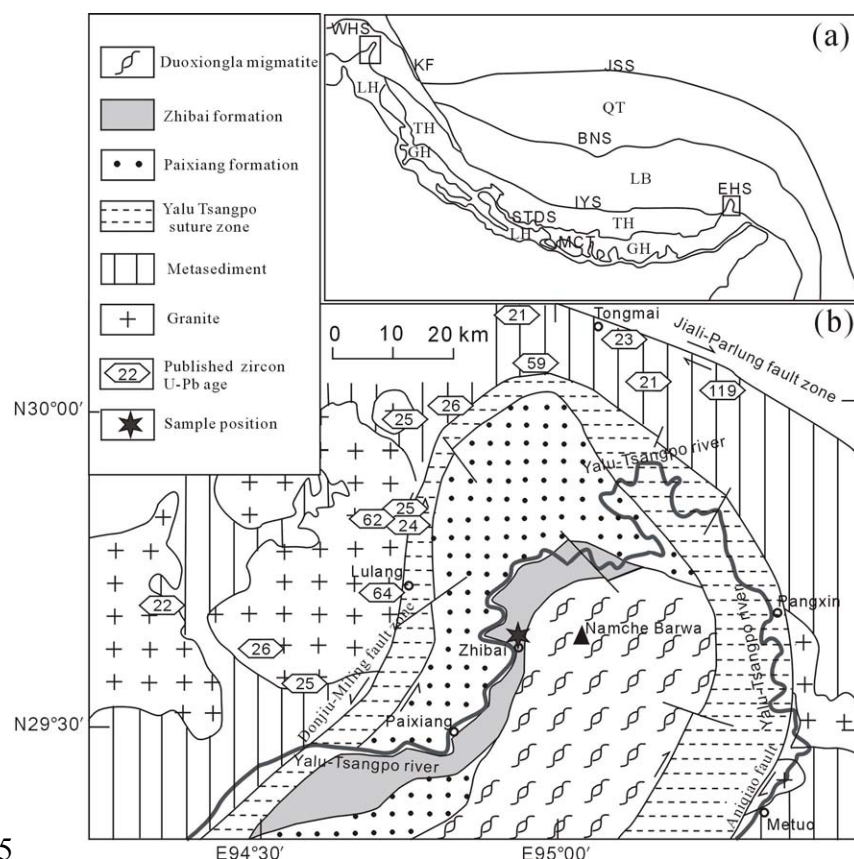 Duoxiongla migmatite
Zhibai formation
Paixiang formation
Yalu Tsangpo
suture zone
Metasediment
Granite
22
Published zircon
U-Pb age
Sample position
(a)
WHS
KF
JSS
LH
QT
TH
BNS
GH
LB
EHS
IYS
STDS
TH
LH
MCT
GH
(b)
0 10 20 km
21
Tongmai
23
Jiali-Parlung fault zone
59
21
119
26
25
N30°00′
Yalu-Tsangpo river
25
62
24
Lulang
64
22
Pangxin
Namche Barwa
Zhibai
26
25
Donjiu-Miling fault zone
Yalu-Tsangpo river
Paixiang
N29°30′
Yalu-Tsangpo river
Aniqiao fault
Metuo
E94°30′
E95°00′
5